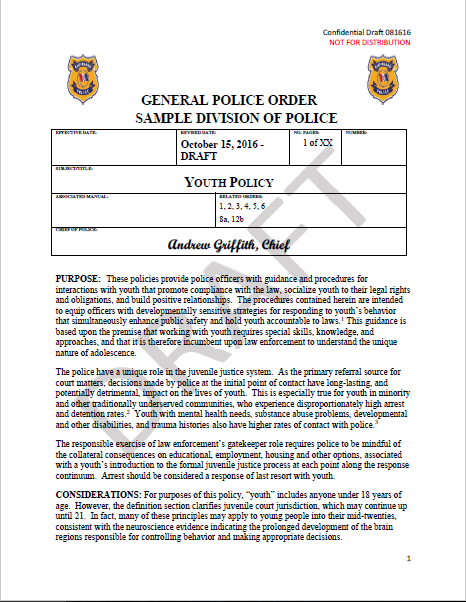 Confidential Draft 081616
NOT FOR DISTRIBUTION
GENERAL POLICE ORDER
SAMPLE DIVISION OF POLICE
EFFECTIVE DATE:
REVISED DATE:
NO. PAGES:
NUMBER:
October 15, 2016 -
DRAFT
1 of XX
SUBJECT/TITLE:
YOUTH POLICY
ASSOCIATED MANUAL:
RELATED ORDERS:
1, 2, 3, 4, 5, 6
8a, 12b
CHIEF OF POLICE:
Andrew Griffith, Chief
DRAFT
PURPOSE: These policies provide police officers with guidance and procedures for
interactions with youth that promote compliance with the law, socialize youth to their legal rights
and obligations, and build positive relationships. The procedures contained herein are intended
to equip officers with developmentally sensitive strategies for responding to youth's behavior
that simultaneously enhance public safety and hold youth accountable to laws.1 This guidance is
based upon the premise that working with youth requires special skills, knowledge, and
approaches, and that it is therefore incumbent upon law enforcement to understand the unique
nature of adolescence.
The police have a unique role in the juvenile justice system. As the primary referral source for
court matters, decisions made by police at the initial point of contact have long-lasting, and
potentially detrimental, impact on the lives of youth. This is especially true for youth in minority
and other traditionally underserved communities, who experience disproportionately high arrest
and detention rates.2 Youth with mental health needs, substance abuse problems, developmental
and other disabilities, and trauma histories also have higher rates of contact with police.3
The responsible exercise of law enforcement's gatekeeper role requires police to be mindful of
the collateral consequences on educational, employment, housing and other options, associated
with a youth's introduction to the formal juvenile justice process at each point along the response
continuum. Arrest should be considered a response of last resort with youth.
CONSIDERATIONS: For purposes of this policy, "youth" includes anyone under 18 years of
age. However, the definition section clarifies juvenile court jurisdiction, which may continue up
until 21. In fact, many of these principles may apply to young people into their mid-twenties,
consistent with the neuroscience evidence indicating the prolonged development of the brain
regions responsible for controlling behavior and making appropriate decisions.
1